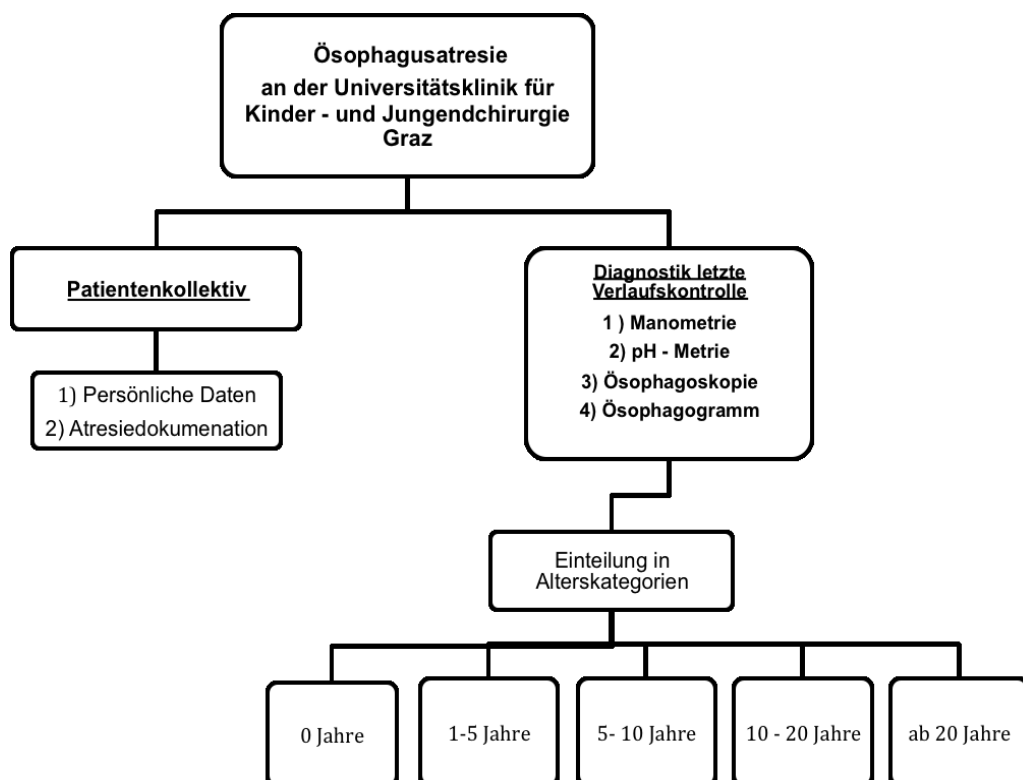 Ösophagusatresie
an der Universitätsklinik für
Kinder - und Jungendchirurgie
Graz
Patientenkollektiv
1) Persönliche Daten
2) Atresiedokumenation
Diagnostik letzte
Verlaufskontrolle
1 ) Manometrie
2) pH - Metrie
3) Ösophagoskopie
4) Ösophagogramm
Einteilung in
Alterskategorien
0 Jahre
1-5 Jahre
5- 10 Jahre
10 - 20 Jahre
ab 20 Jahre